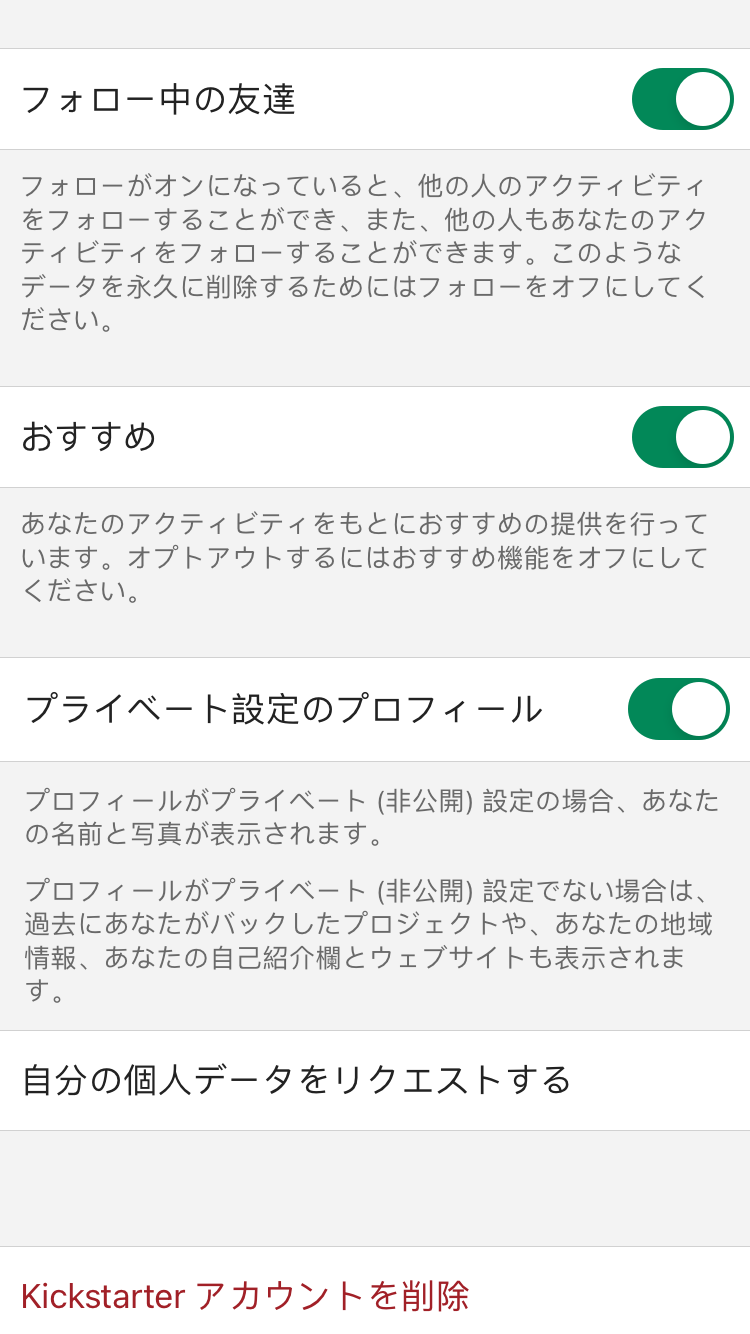 フォロー中の友達
フォローがオンになっていると、他の人のアクティビティ
をフォローすることができ、また、他の人もあなたのアク
ティビティをフォローすることができます。このような
データを永久に削除するためにはフォローをオフにしてく
ださい。
おすすめ
あなたのアクティビティをもとにおすすめの提供を行って
います。オプトアウトするにはおすすめ機能をオフにして
ください。
プライベート設定のプロフィール
プロフィールがプライベート (非公開) 設定の場合、あなた
の名前と写真が表示されます。
プロフィールがプライベート (非公開) 設定でない場合は、
過去にあなたがバックしたプロジェクトや、あなたの地域
情報、あなたの自己紹介欄とウェブサイトも表示されま
す。
自分の個人データをリクエストする
Kickstarter アカウントを削除